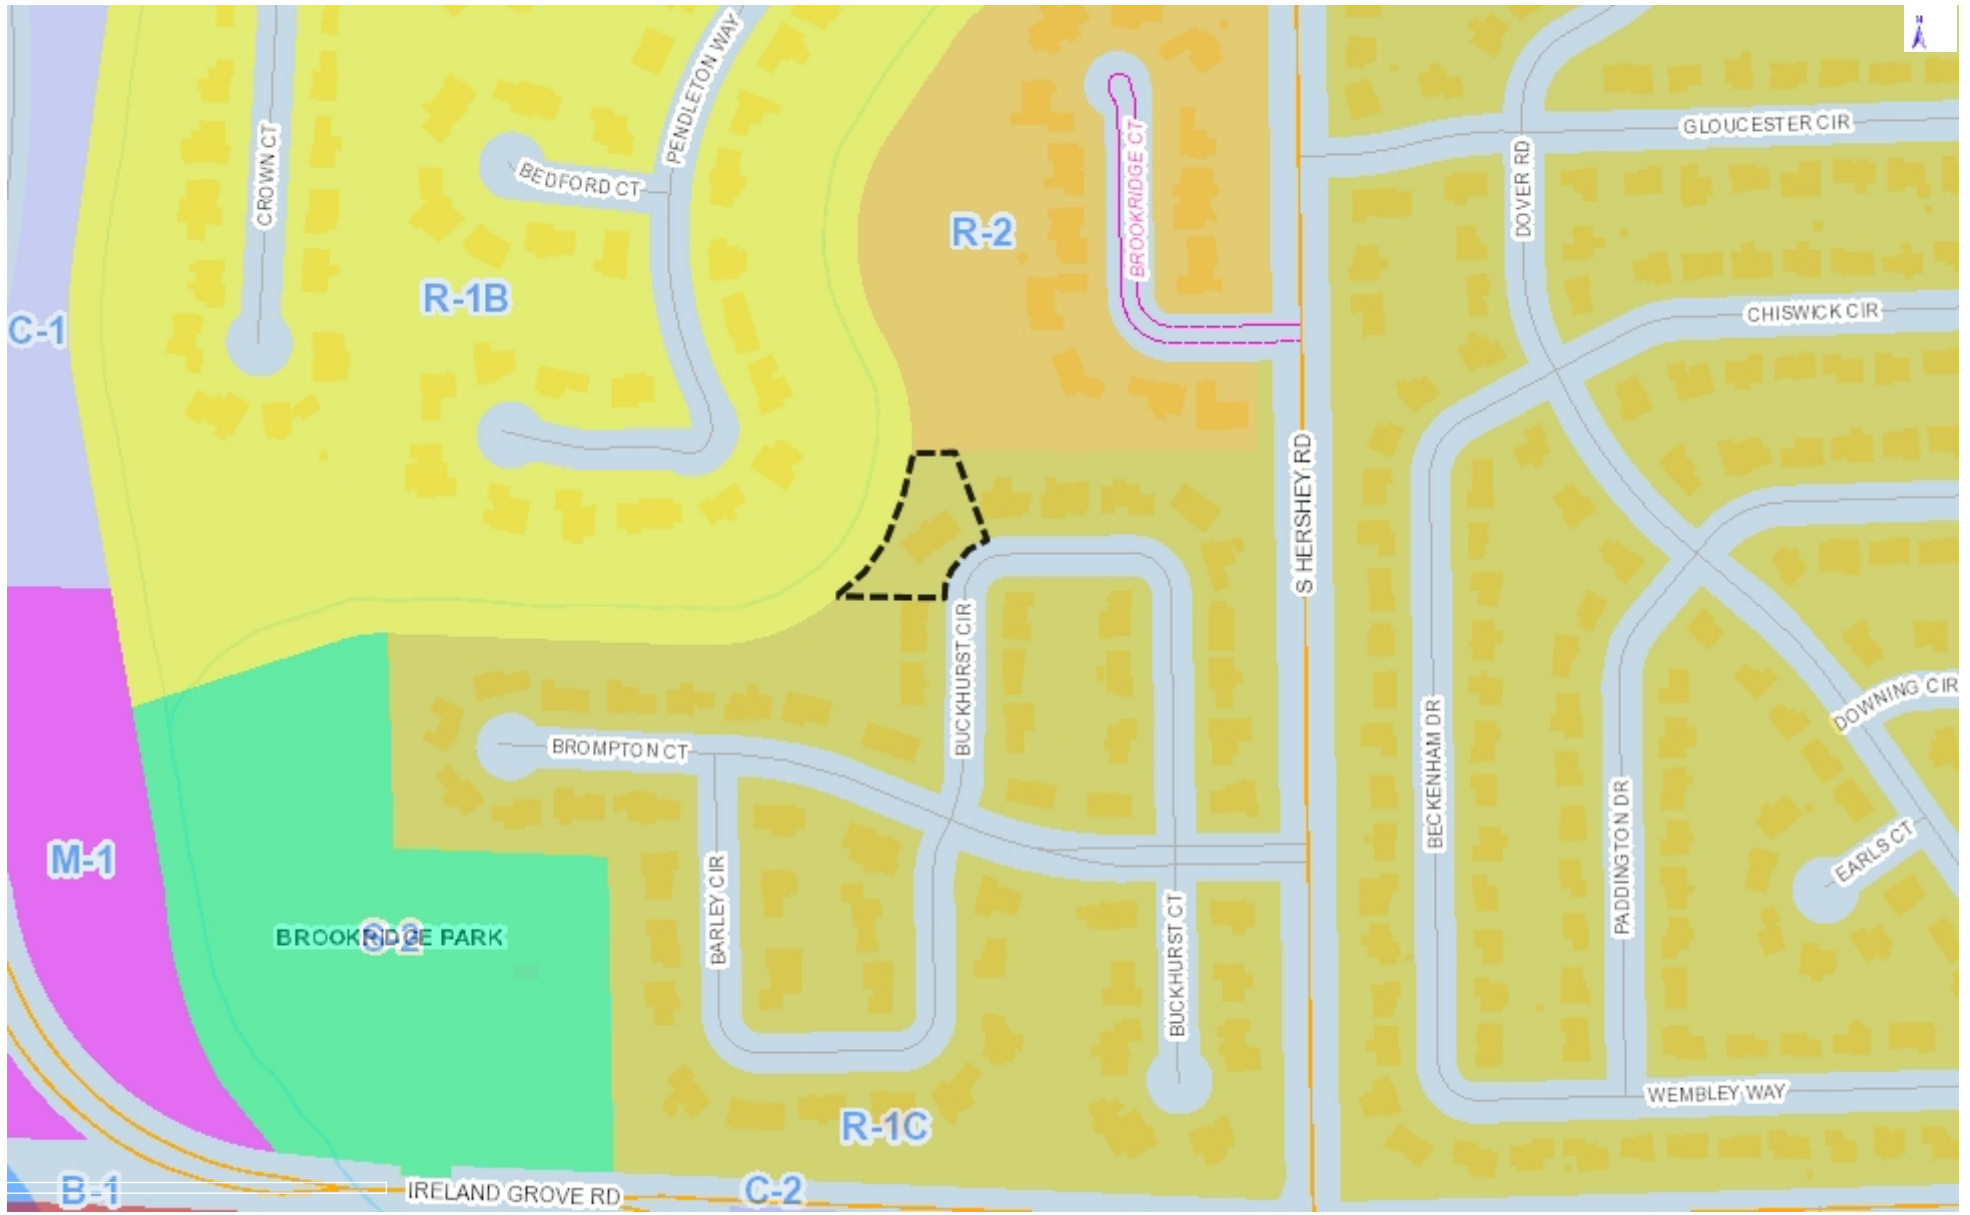 N
PENDLETON WAY
GLOUCESTER CIR
CROWN CT
BEDFORD CT
BROOKRIDGE CT
DOVER RD
R-2
R-1B
C-1
CHISWICK CIR
S HERSHEY RD
BUCKHURST CIR
DOWNING CIR
BROMPTON CT
BECKENHAM DR
PADDINGTON DR
M-1
EARLS CT
BARLEY CIR
BUCKHURST CT
BROOKRIDGE PARK
S-2
WEMBLEY WAY
R-1C
B-1
IRELAND GROVE RD
C-2